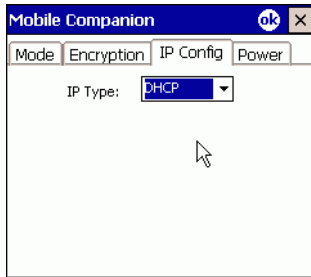 Mobile Companion ok
Mode Encryption IP Config Power
IP Type: DHCP